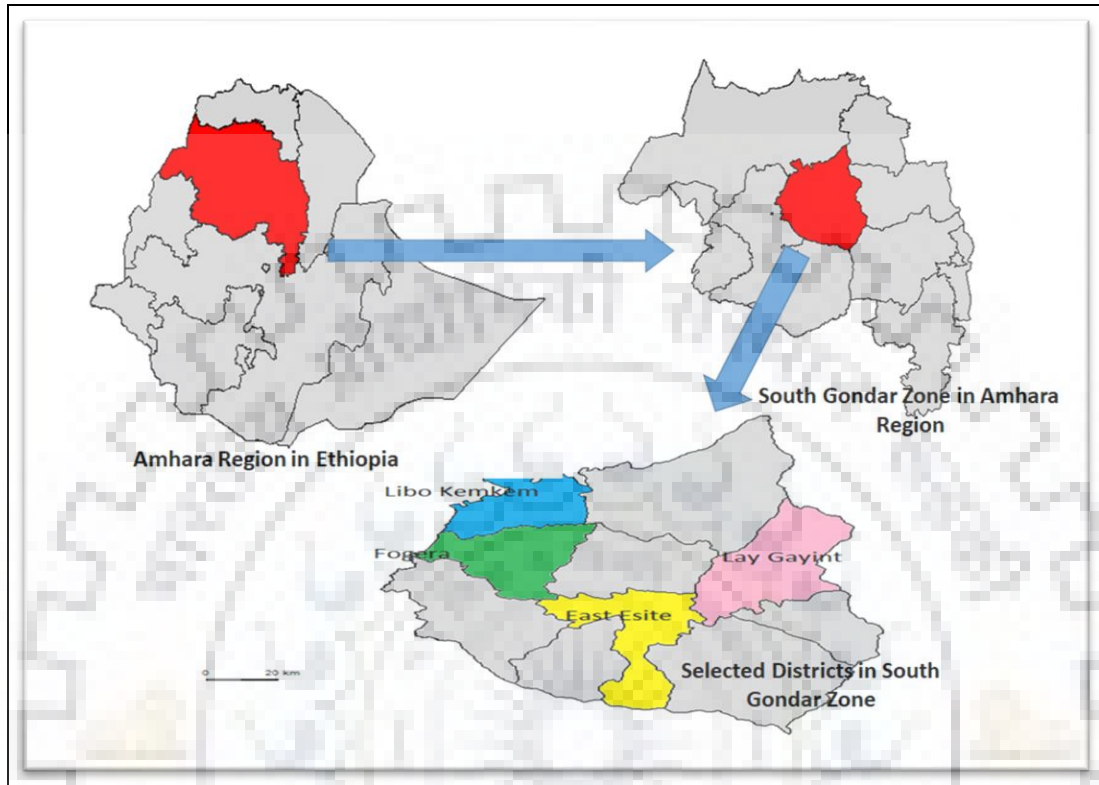 South Gondar Zone in Amhara
Region
Amhara Region in Ethiopia
Libo Kemkem
Fogera
Lay Gayint
East Esite
Selected Districts in South
Gondar Zone
0 20 km